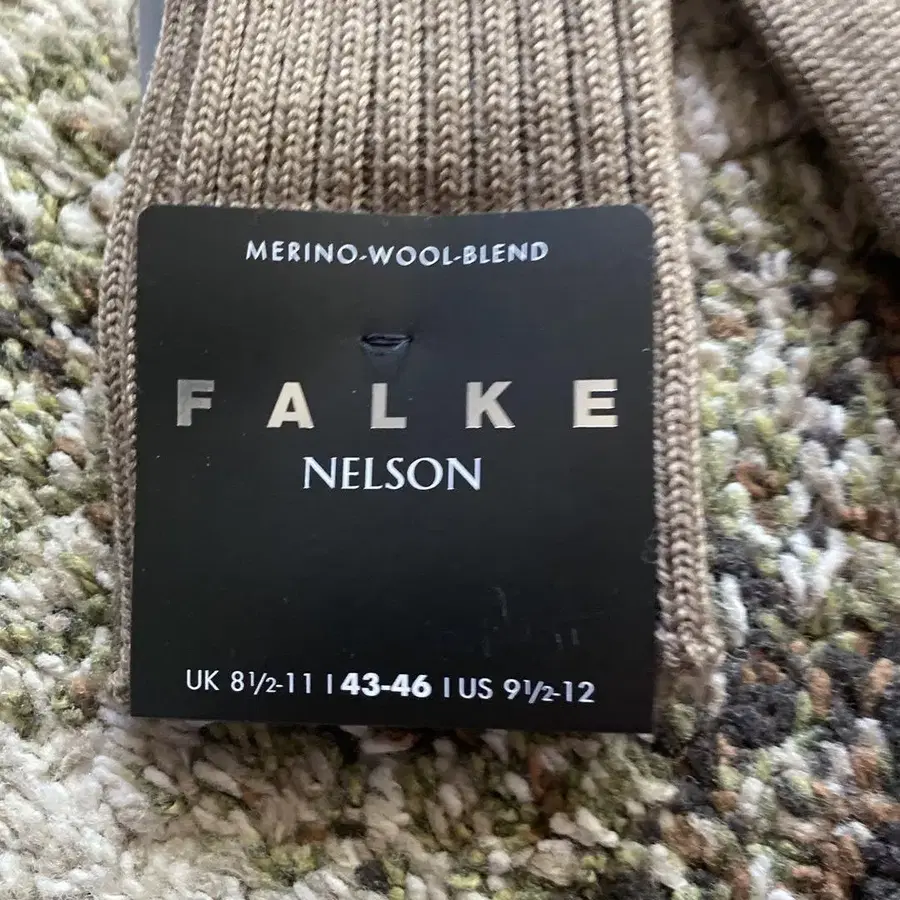 MERINO-WOOL-BLEND
FALKE
NELSON
UK 8½-11 | 43-46 | US 9½-12